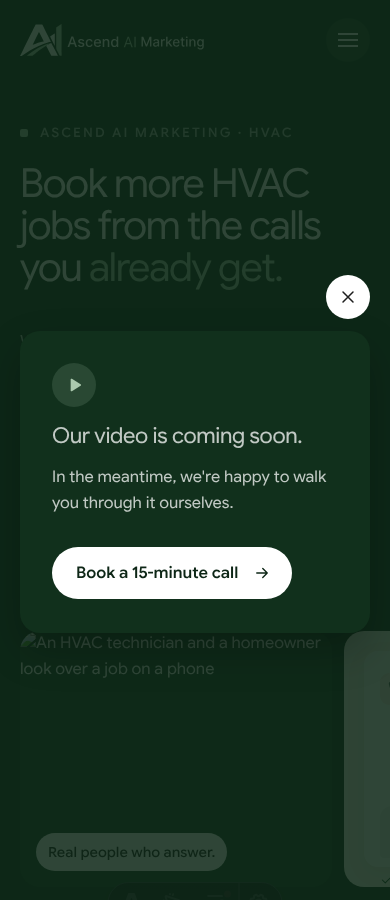 Ascend AI Marketing
ASCEND AI MARKETING · HVAC
Book more HVAC
jobs from the calls
you already get.
Our video is coming soon.
In the meantime, we're happy to walk
you through it ourselves.
Book a 15-minute call →
An HVAC technician and a homeowner
look over a job on a phone
Real people who answer.